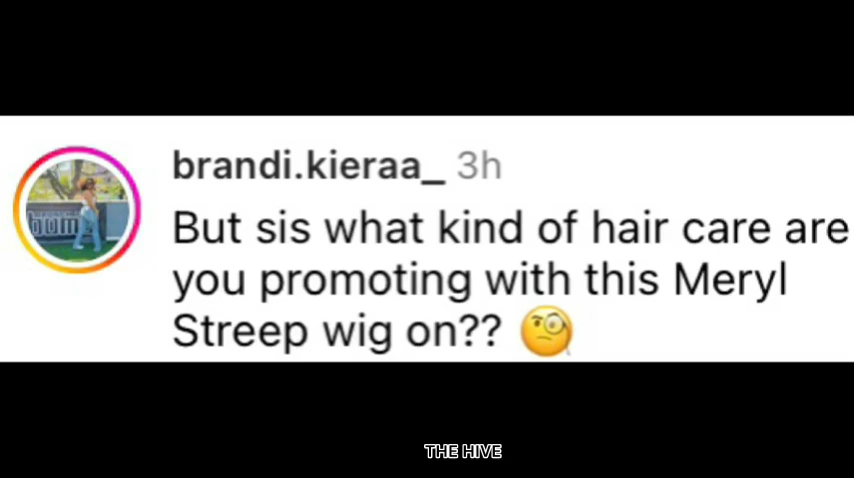 brandi.kieraa_ 3h
But sis what kind of hair care are
you promoting with this Meryl
Streep wig on?? 🧐
THE HIVE